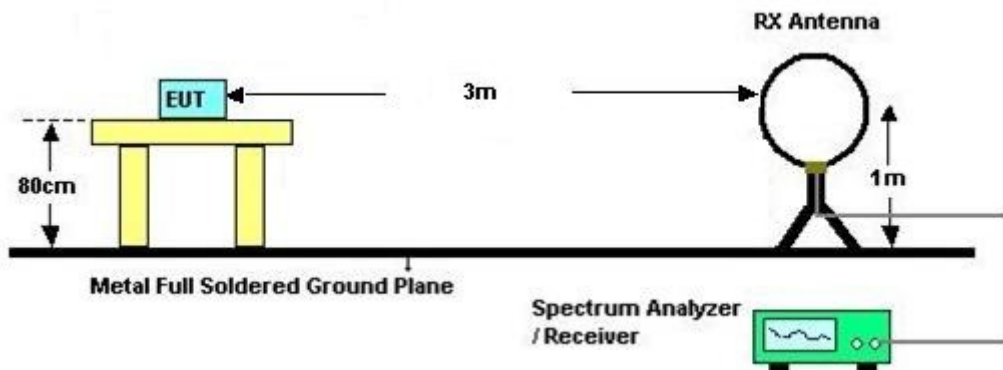 RX Antenna
EUT
3m
80cm
1m
Metal Full Soldered Ground Plane
Spectrum Analyzer
/ Receiver